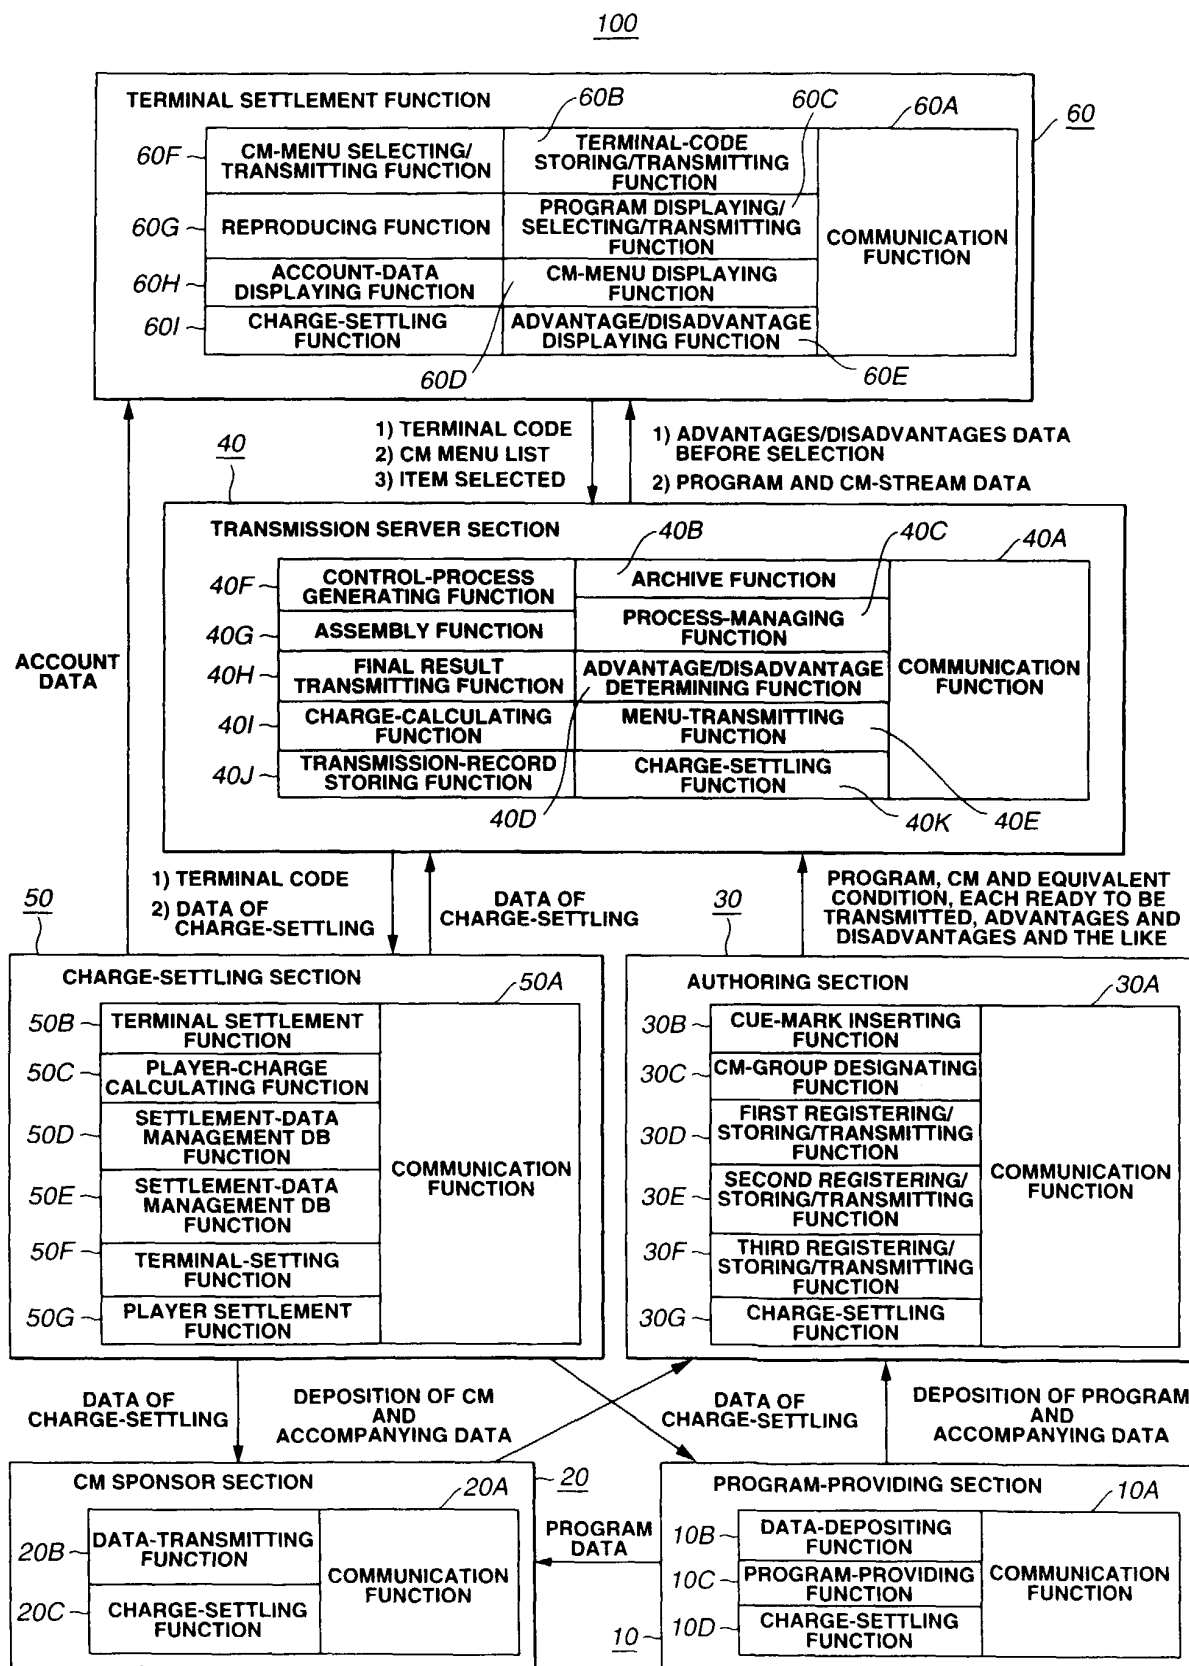 100
TERMINAL SETTLEMENT FUNCTION
60B
60C
60A
60
60F
CM-MENU SELECTING/
TRANSMITTING FUNCTION
TERMINAL-CODE
STORING/TRANSMITTING
FUNCTION
60G
REPRODUCING FUNCTION
PROGRAM DISPLAYING/
SELECTING/TRANSMITTING
FUNCTION
COMMUNICATION
FUNCTION
60H
ACCOUNT-DATA
DISPLAYING FUNCTION
CM-MENU DISPLAYING
FUNCTION
60I
CHARGE-SETTLING
FUNCTION
ADVANTAGE/DISADVANTAGE
DISPLAYING FUNCTION
60D
60E
1) TERMINAL CODE
2) CM MENU LIST
3) ITEM SELECTED
1) ADVANTAGES/DISADVANTAGES DATA
BEFORE SELECTION
2) PROGRAM AND CM-STREAM DATA
40
TRANSMISSION SERVER SECTION
40B
40C
40A
40F
CONTROL-PROCESS
GENERATING FUNCTION
ARCHIVE FUNCTION
40G
ASSEMBLY FUNCTION
PROCESS-MANAGING
FUNCTION
40H
FINAL RESULT
TRANSMITTING FUNCTION
ADVANTAGE/DISADVANTAGE
DETERMINING FUNCTION
COMMUNICATION
FUNCTION
40I
CHARGE-CALCULATING
FUNCTION
MENU-TRANSMITTING
FUNCTION
40J
TRANSMISSION-RECORD
STORING FUNCTION
CHARGE-SETTLING
FUNCTION
40D
40K
40E
ACCOUNT
DATA
1) TERMINAL CODE
2) DATA OF
CHARGE-SETTLING
DATA OF
CHARGE-SETTLING
PROGRAM, CM AND EQUIVALENT
CONDITION, EACH READY TO BE
TRANSMITTED, ADVANTAGES AND
DISADVANTAGES AND THE LIKE
50
CHARGE-SETTLING SECTION
50A
50B
TERMINAL SETTLEMENT
FUNCTION
50C
PLAYER-CHARGE
CALCULATING FUNCTION
50D
SETTLEMENT-DATA
MANAGEMENT DB
FUNCTION
COMMUNICATION
FUNCTION
50E
SETTLEMENT-DATA
MANAGEMENT DB
FUNCTION
50F
TERMINAL-SETTING
FUNCTION
50G
PLAYER SETTLEMENT
FUNCTION
30
AUTHORING SECTION
30A
30B
CUE-MARK INSERTING
FUNCTION
30C
CM-GROUP DESIGNATING
FUNCTION
30D
FIRST REGISTERING/
STORING/TRANSMITTING
FUNCTION
COMMUNICATION
FUNCTION
30E
SECOND REGISTERING/
STORING/TRANSMITTING
FUNCTION
30F
THIRD REGISTERING/
STORING/TRANSMITTING
FUNCTION
30G
CHARGE-SETTLING
FUNCTION
DATA OF
CHARGE-SETTLING
DEPOSITION OF CM
AND
ACCOMPANYING DATA
DATA OF
CHARGE-SETTLING
DEPOSITION OF PROGRAM
AND
ACCOMPANYING DATA
CM SPONSOR SECTION
20
20A
20B
DATA-TRANSMITTING
FUNCTION
COMMUNICATION
FUNCTION
20C
CHARGE-SETTLING
FUNCTION
PROGRAM
DATA
PROGRAM-PROVIDING SECTION
10A
10B
DATA-DEPOSITING
FUNCTION
10C
PROGRAM-PROVIDING
FUNCTION
COMMUNICATION
FUNCTION
10
10D
CHARGE-SETTLING
FUNCTION